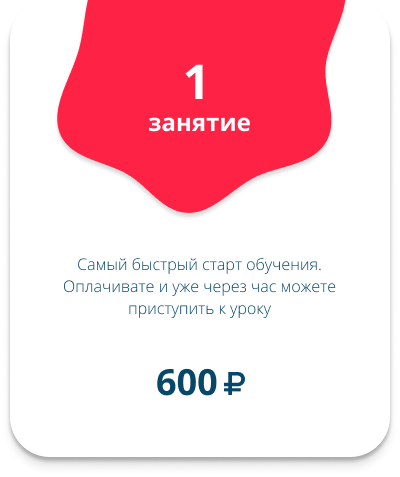 1
занятие
Самый быстрый старт обучения.
Оплачивате и уже через час можете
приступить к уроку
600 ₽